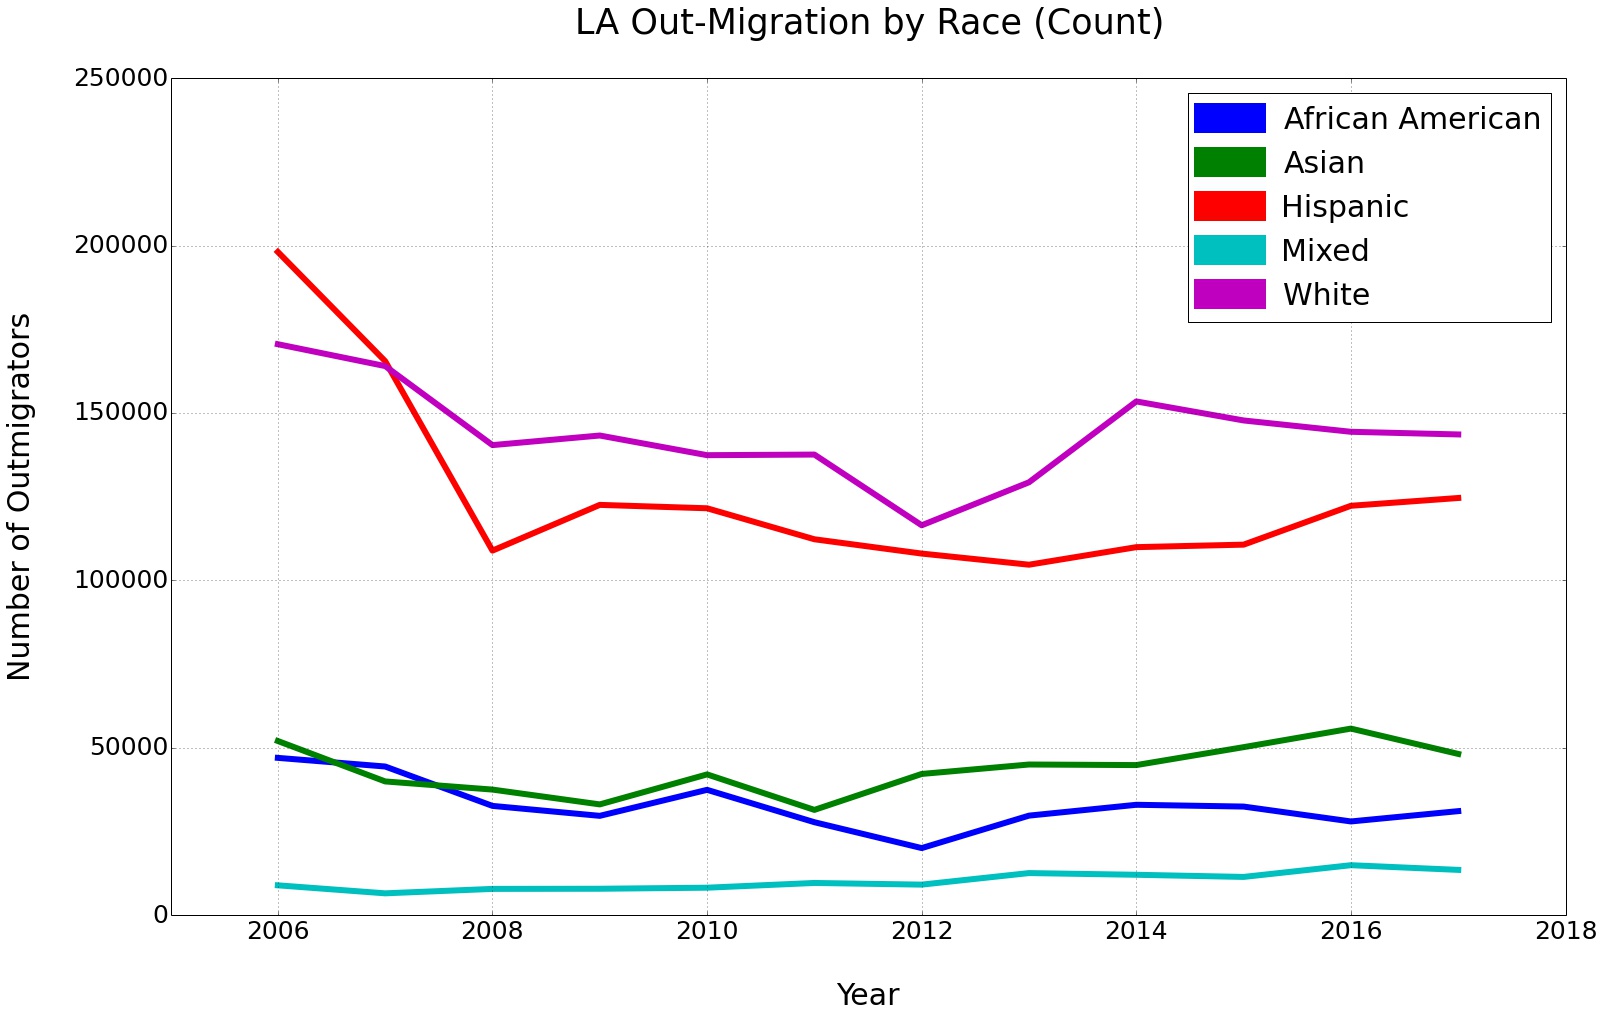 LA Out-Migration by Race (Count)
250000
200000
150000
100000
50000
0
Number of Outmigrators
African American
Asian
Hispanic
Mixed
White
2006
2008
2010
2012
2014
2016
2018
Year